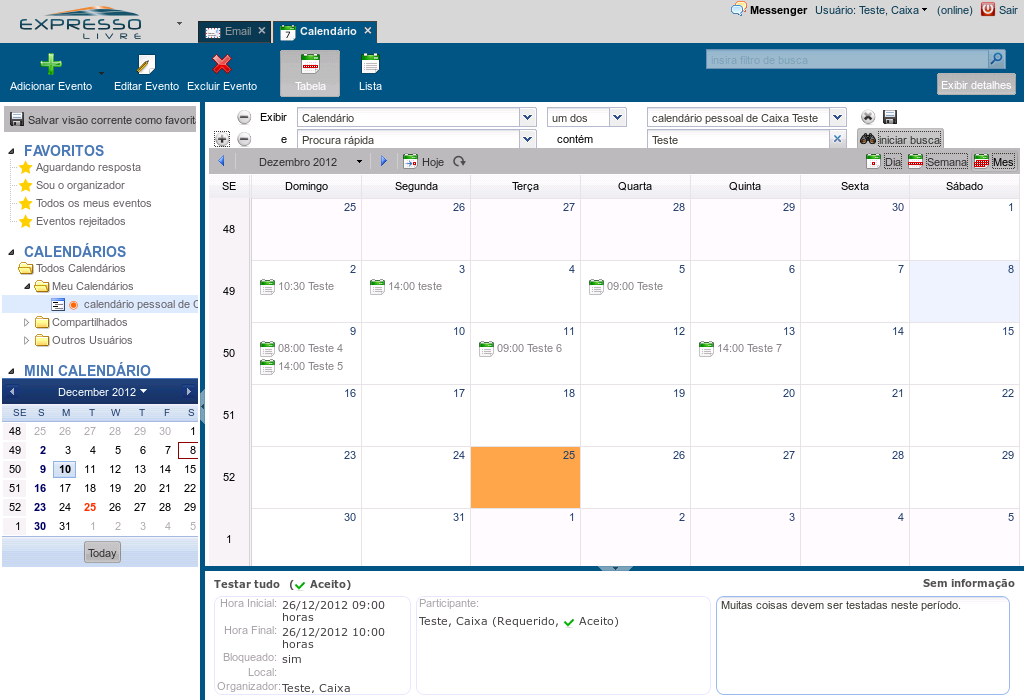 EXPRESSO
LIVRE
Email
Calendário
Messenger Usuário: Teste, Caixa (online) Sair
Adicionar Evento Editar Evento Excluir Evento Tabela Lista
insira filtro de busca
Exibir detalhes
Salvar visão corrente como favorit
FAVORITOS
Aguardando resposta
Sou o organizador
Todos os meus eventos
Eventos rejeitados
CALENDÁRIOS
Todos Calendários
Meu Calendários
calendário pessoal de C
Compartilhados
Outros Usuários
MINI CALENDÁRIO
December 2012
SE S M T W T F S
48 25 26 27 28 29 30 1
49 2 3 4 5 6 7 8
50 9 10 11 12 13 14 15
51 16 17 18 19 20 21 22
52 23 24 25 26 27 28 29
1 30 31 1 2 3 4 5
Today
Exibir Calendário um dos calendário pessoal de Caixa Teste
e Procura rápida contém Teste iniciar busca
Dezembro 2012 Hoje Dia Semana Mes
SE Domingo Segunda Terça Quarta Quinta Sexta Sábado
48 25 26 27 28 29 30 1
49 2 3 4 5 6 7 8
10:30 Teste 14:00 teste 09:00 Teste
50 9 10 11 12 13 14 15
08:00 Teste 4 09:00 Teste 6 14:00 Teste 7
14:00 Teste 5
51 16 17 18 19 20 21 22
52 23 24 25 26 27 28 29
1 30 31 1 2 3 4 5
Testar tudo (Aceito) Sem informação
Hora Inicial: 26/12/2012 09:00
horas
Hora Final: 26/12/2012 10:00
horas
Bloqueado: sim
Local:
Organizador: Teste, Caixa
Participante:
Teste, Caixa (Requerido, Aceito)
Muitas coisas devem ser testadas neste período.